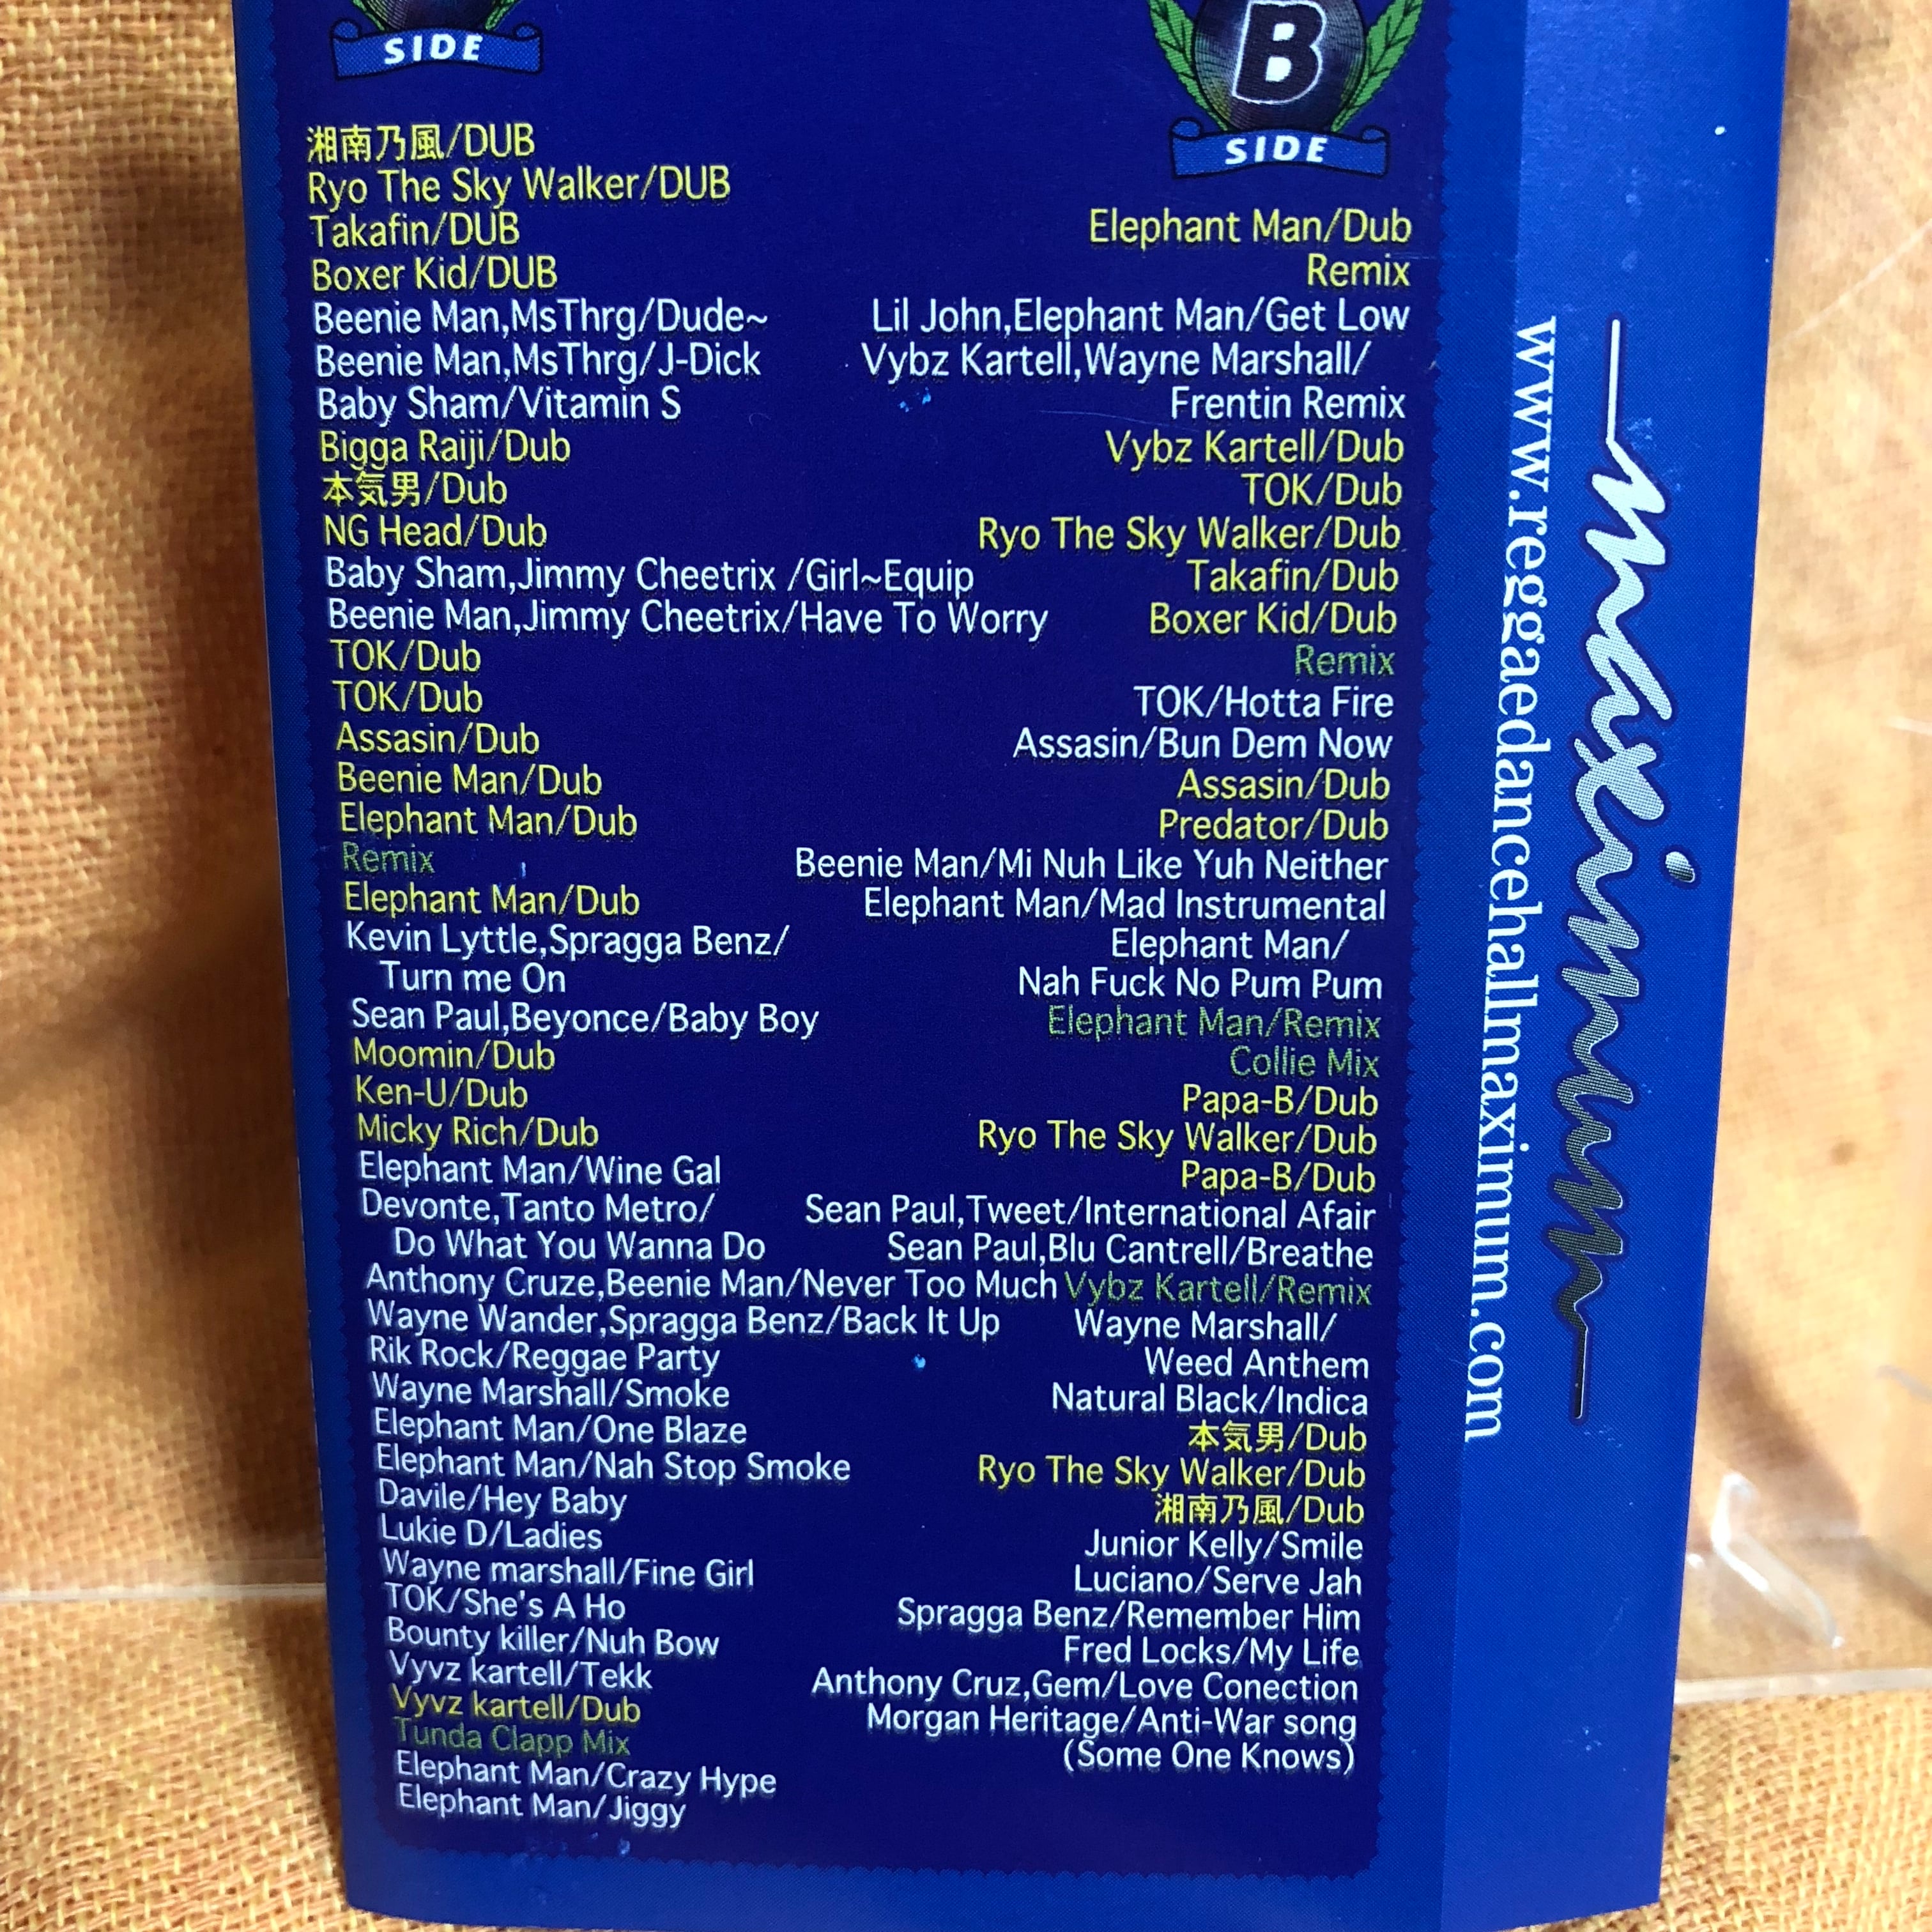 SIDE
湘南乃風/DUB
Ryo The Sky Walker/DUB
Takafin/DUB
Boxer Kid/DUB
Beenie Man,MsThrg/Dude~
Beenie Man,MsThrg/J-Dick
Baby Sham/Vitamin S
Bigga Raiji/Dub
本気男/Dub
NG Head/Dub
Baby Sham,Jimmy Cheetrix /Girl~Equip
Beenie Man,Jimmy Cheetrix/Have To Worry
TOK/Dub
TOK/Dub
Assasin/Dub
Beenie Man/Dub
Elephant Man/Dub
Remix
Elephant Man/Dub
Kevin Lyttle,Spragga Benz/
Turn me On
Sean Paul,Beyonce/Baby Boy
Moomin/Dub
Ken-U/Dub
Micky Rich/Dub
Elephant Man/Wine Gal
Devonte,Tanto Metro/
Do What You Wanna Do
Anthony Cruze,Beenie Man/Never Too Much
Wayne Wander,Spragga Benz/Back It Up
Rik Rock/Reggae Party
Wayne Marshall/Smoke
Elephant Man/One Blaze
Elephant Man/Nah Stop Smoke
Davile/Hey Baby
Lukie D/Ladies
Wayne marshall/Fine Girl
TOK/She's A Ho
Bounty killer/Nuh Bow
Vyvz kartell/Tekk
Vyvz kartell/Dub
Tunda Clapp Mix
Elephant Man/Crazy Hype
Elephant Man/Jiggy
B
SIDE
Elephant Man/Dub
Remix
Lil John,Elephant Man/Get Low
Vybz Kartell,Wayne Marshall/
Frentin Remix
Vybz Kartell/Dub
TOK/Dub
Ryo The Sky Walker/Dub
Takafin/Dub
Boxer Kid/Dub
Remix
TOK/Hotta Fire
Assasin/Bun Dem Now
Assasin/Dub
Predator/Dub
Beenie Man/Mi Nuh Like Yuh Neither
Elephant Man/Mad Instrumental
Elephant Man/
Nah Fuck No Pum Pum
Elephant Man/Remix
Collie Mix
Papa-B/Dub
Ryo The Sky Walker/Dub
Papa-B/Dub
Sean Paul,Tweet/International Afair
Sean Paul,Blu Cantrell/Breathe
Vybz Kartell/Remix
Wayne Marshall/
Weed Anthem
Natural Black/Indica
本気男/Dub
Ryo The Sky Walker/Dub
湘南乃風/Dub
Junior Kelly/Smile
Luciano/Serve Jah
Spragga Benz/Remember Him
Fred Locks/My Life
Anthony Cruz,Gem/Love Conection
Morgan Heritage/Anti-War song
(Some One Knows)
maximum
www.reggaedancehallmaximum.com